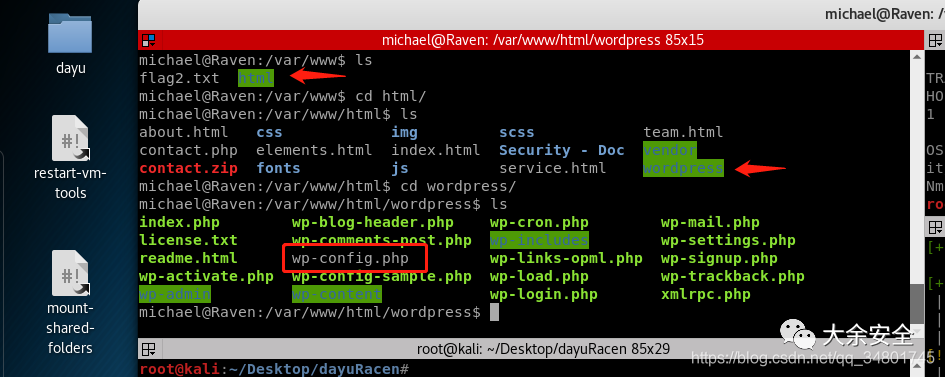 michael@Raven: /v
michael@Raven: /var/www/html/wordpress 85x15
dayu
restart-vm-
tools
mount-
shared-
folders
michael@Raven:/var/www$ ls
flag2.txt html
michael@Raven:/var/www$ cd html/
michael@Raven:/var/www/html$ ls
about.html css img scss team.html
contact.php elements.html index.html Security - Doc vendor
contact.zip fonts js service.html wordpress
michael@Raven:/var/www/html$ cd wordpress/
michael@Raven:/var/www/html/wordpress$ ls
index.php wp-blog-header.php wp-cron.php wp-mail.php
license.txt wp-comments-post.php wp-includes wp-settings.php
readme.html wp-config.php wp-links-opml.php wp-signup.php
wp-activate.php wp-config-sample.php wp-load.php wp-trackback.php
wp-admin wp-content wp-login.php xmlrpc.php
michael@Raven:/var/www/html/wordpress$
TR
HO
1
OS
it
Nm
ro
[+
[+
大余安全
https://blog.csdn.net/qq_34801745
root@kali: ~/Desktop/dayuRacen 85x29
root@kali:~/Desktop/dayuRacen#